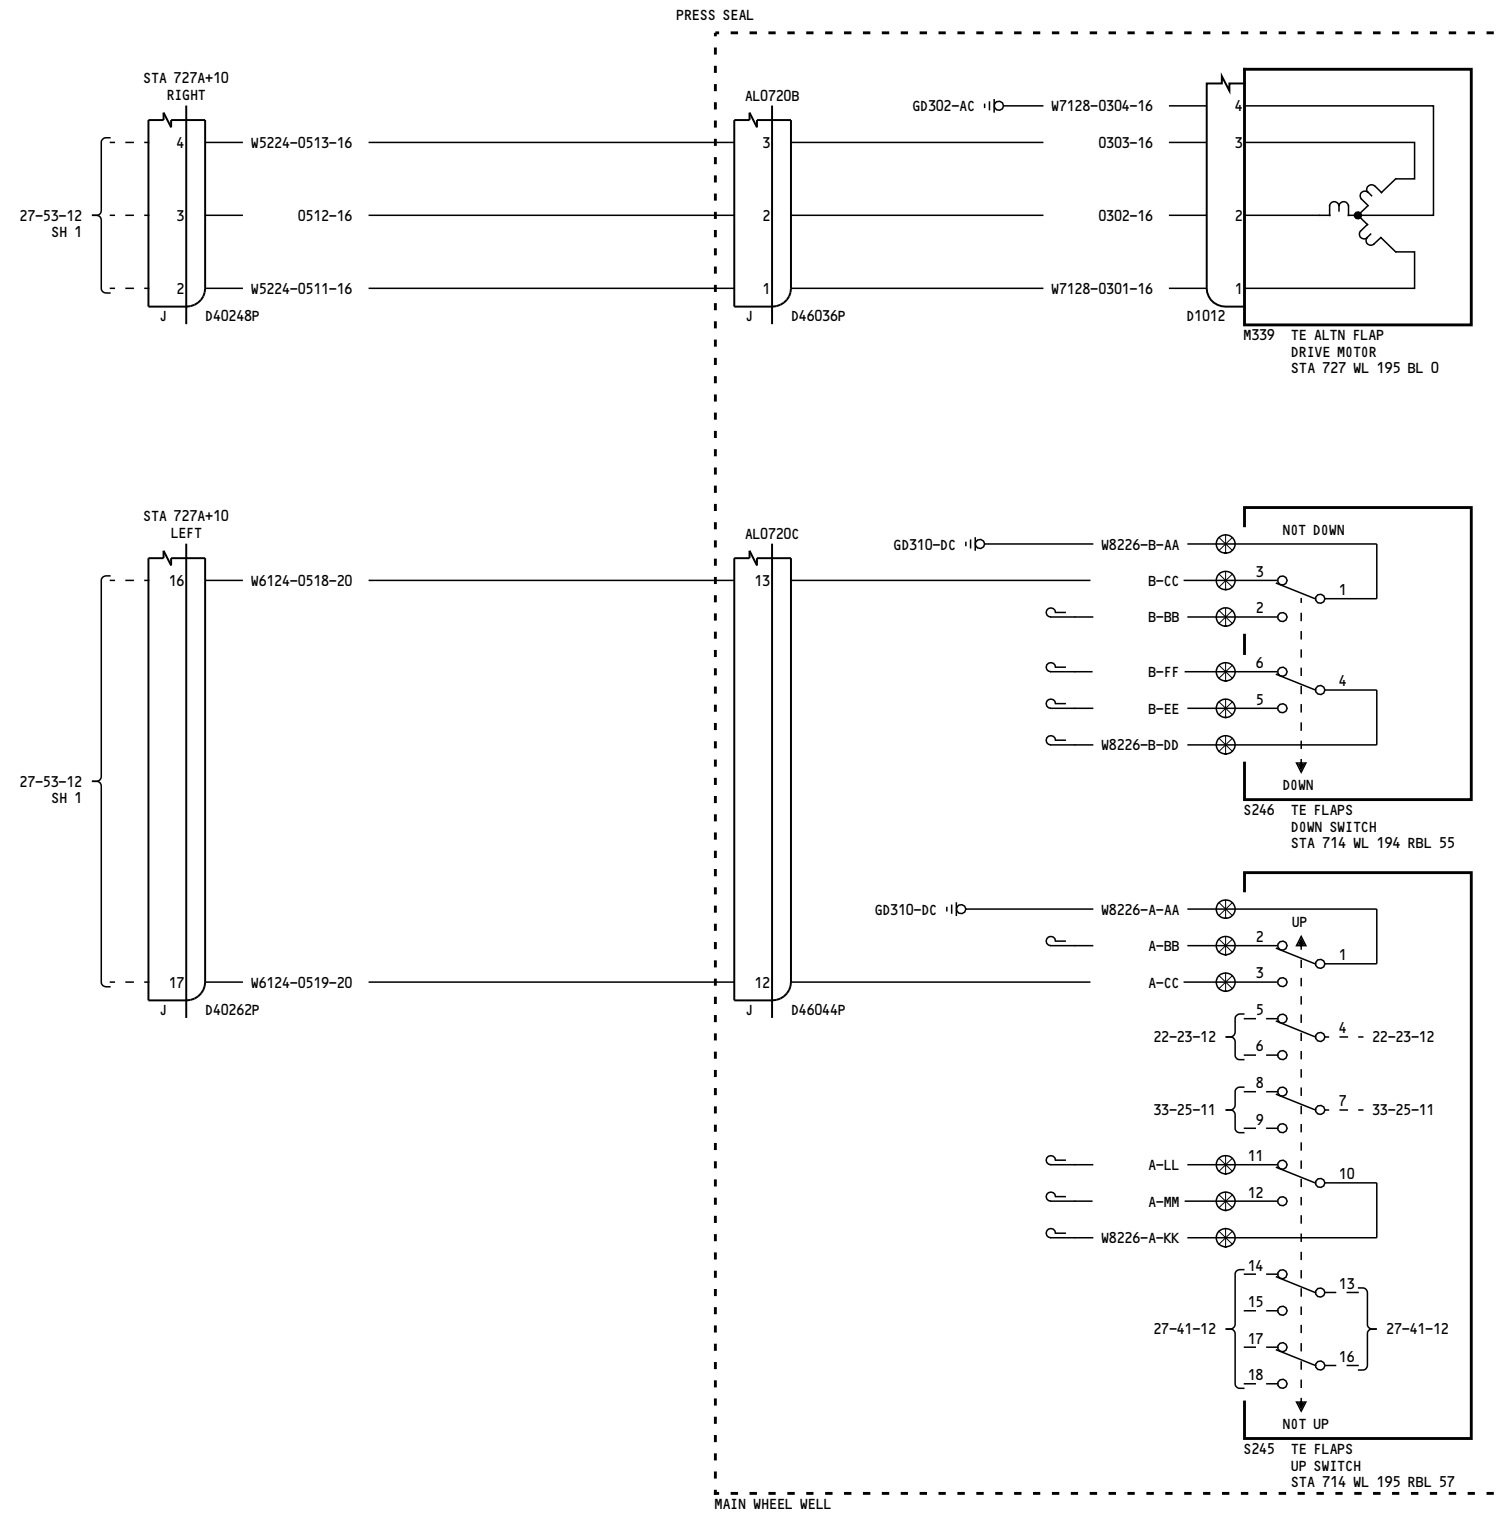 PRESS SEAL
STA 727A+10
RIGHT
AL0720B
GD302-AC
W7128-0304-16
4
4
W5224-0513-16
3
0303-16
3
27-53-12
SH 1
3
0512-16
2
0302-16
2
2
W5224-0511-16
1
W7128-0301-16
1
J
D40248P
J
D46036P
D1012
M339
TE ALTN FLAP
DRIVE MOTOR
STA 727 WL 195 BL 0
STA 727A+10
LEFT
AL0720C
NOT DOWN
GD310-DC
W8226-B-AA
16
W6124-0518-20
13
B-CC
3
1
B-BB
2
B-FF
6
4
B-EE
5
W8226-B-DD
27-53-12
SH 1
DOWN
S246
TE FLAPS
DOWN SWITCH
STA 714 WL 194 RBL 55
GD310-DC
W8226-A-AA
UP
A-BB
2
1
17
W6124-0519-20
12
A-CC
3
J
D40262P
J
D46044P
5
22-23-12
4
22-23-12
6
8
33-25-11
7
33-25-11
9
A-LL
11
10
A-MM
12
W8226-A-KK
14
13
15
27-41-12
27-41-12
17
16
18
NOT UP
S245
TE FLAPS
UP SWITCH
STA 714 WL 195 RBL 57
MAIN WHEEL WELL